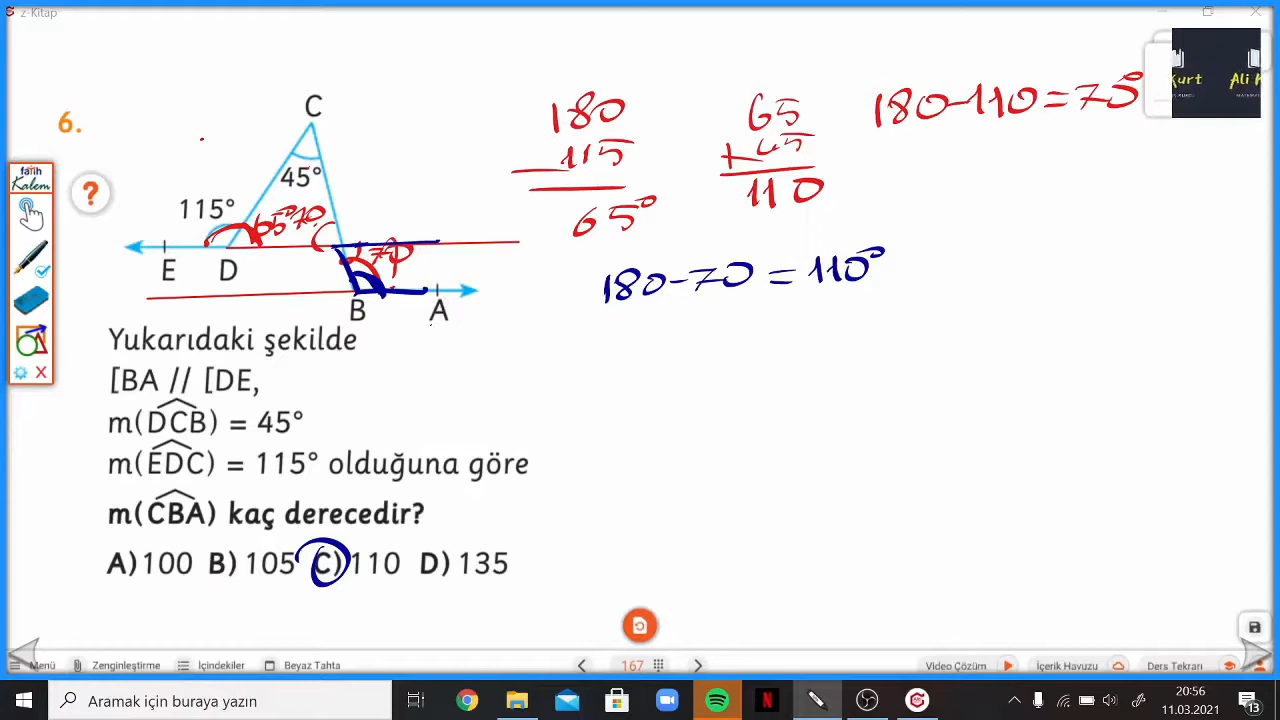 z-Kitap
Kurt
Ali
6.
C
45°
115°
65°
70
70
E
D
B
A
180
115
65°
65
45
110
180-110=70°
180-70=110°
fatih
Kalem
?
Yukarıdaki şekilde
[BA // [DE,
m(DCB) = 45°
m(EDC) = 115° olduğuna göre
m(CBA) kaç derecedir?
A) 100 B) 105 C) 110 D) 135
Menü Zenginleştirme İçindekiler Beyaz Tahta 167 Video Çözüm İçerik Havuzu Ders Tekrarı
Aramak için buraya yazın
20:56
11.03.2021
13